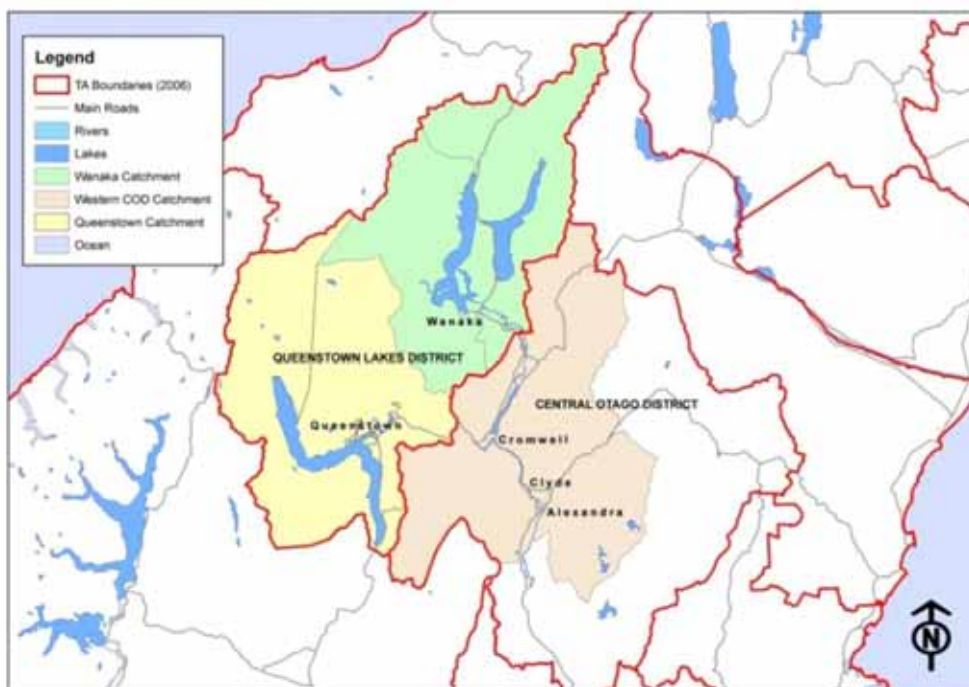 Legend
TA Boundaries (2006)
Main Roads
Rivers
Lakes
Wanaka Catchment
Western COD Catchment
Queenstown Catchment
Ocean
Wanaka
QUEENSTOWN LAKES DISTRICT
CENTRAL OTAGO DISTRICT
Queenstown
Cromwell
Clyde
Alexandra
N